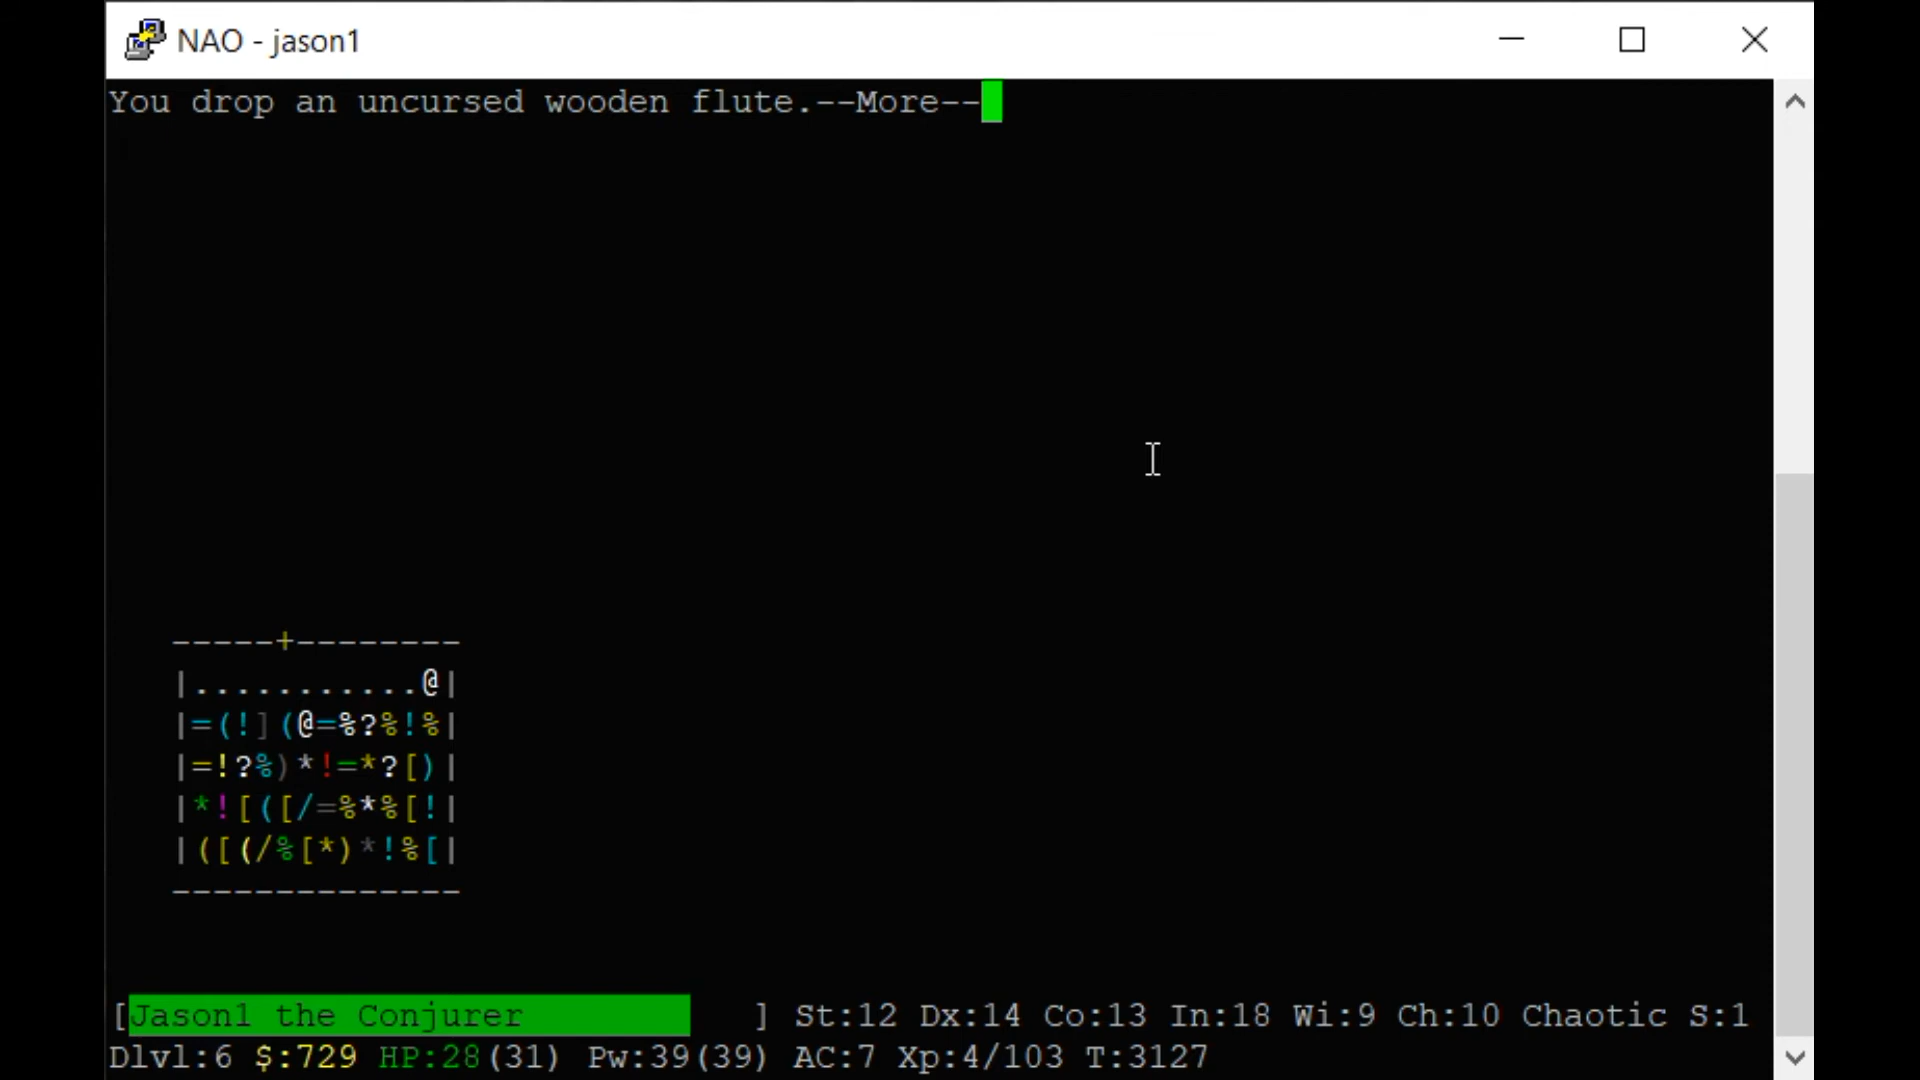 NAO - jason1
You drop an uncursed wooden flute.--More--
-----+--------
|...........@|
|=(!](@=%?%!%|
|=!?%)*!=*?[)|
|*![([/=%*%[!|
|([(/%[*)*!%[|
--------------
[Jason1 the Conjurer ] St:12 Dx:14 Co:13 In:18 Wi:9 Ch:10 Chaotic S:1
Dlvl:6 $:729 HP:28(31) Pw:39(39) AC:7 Xp:4/103 T:3127